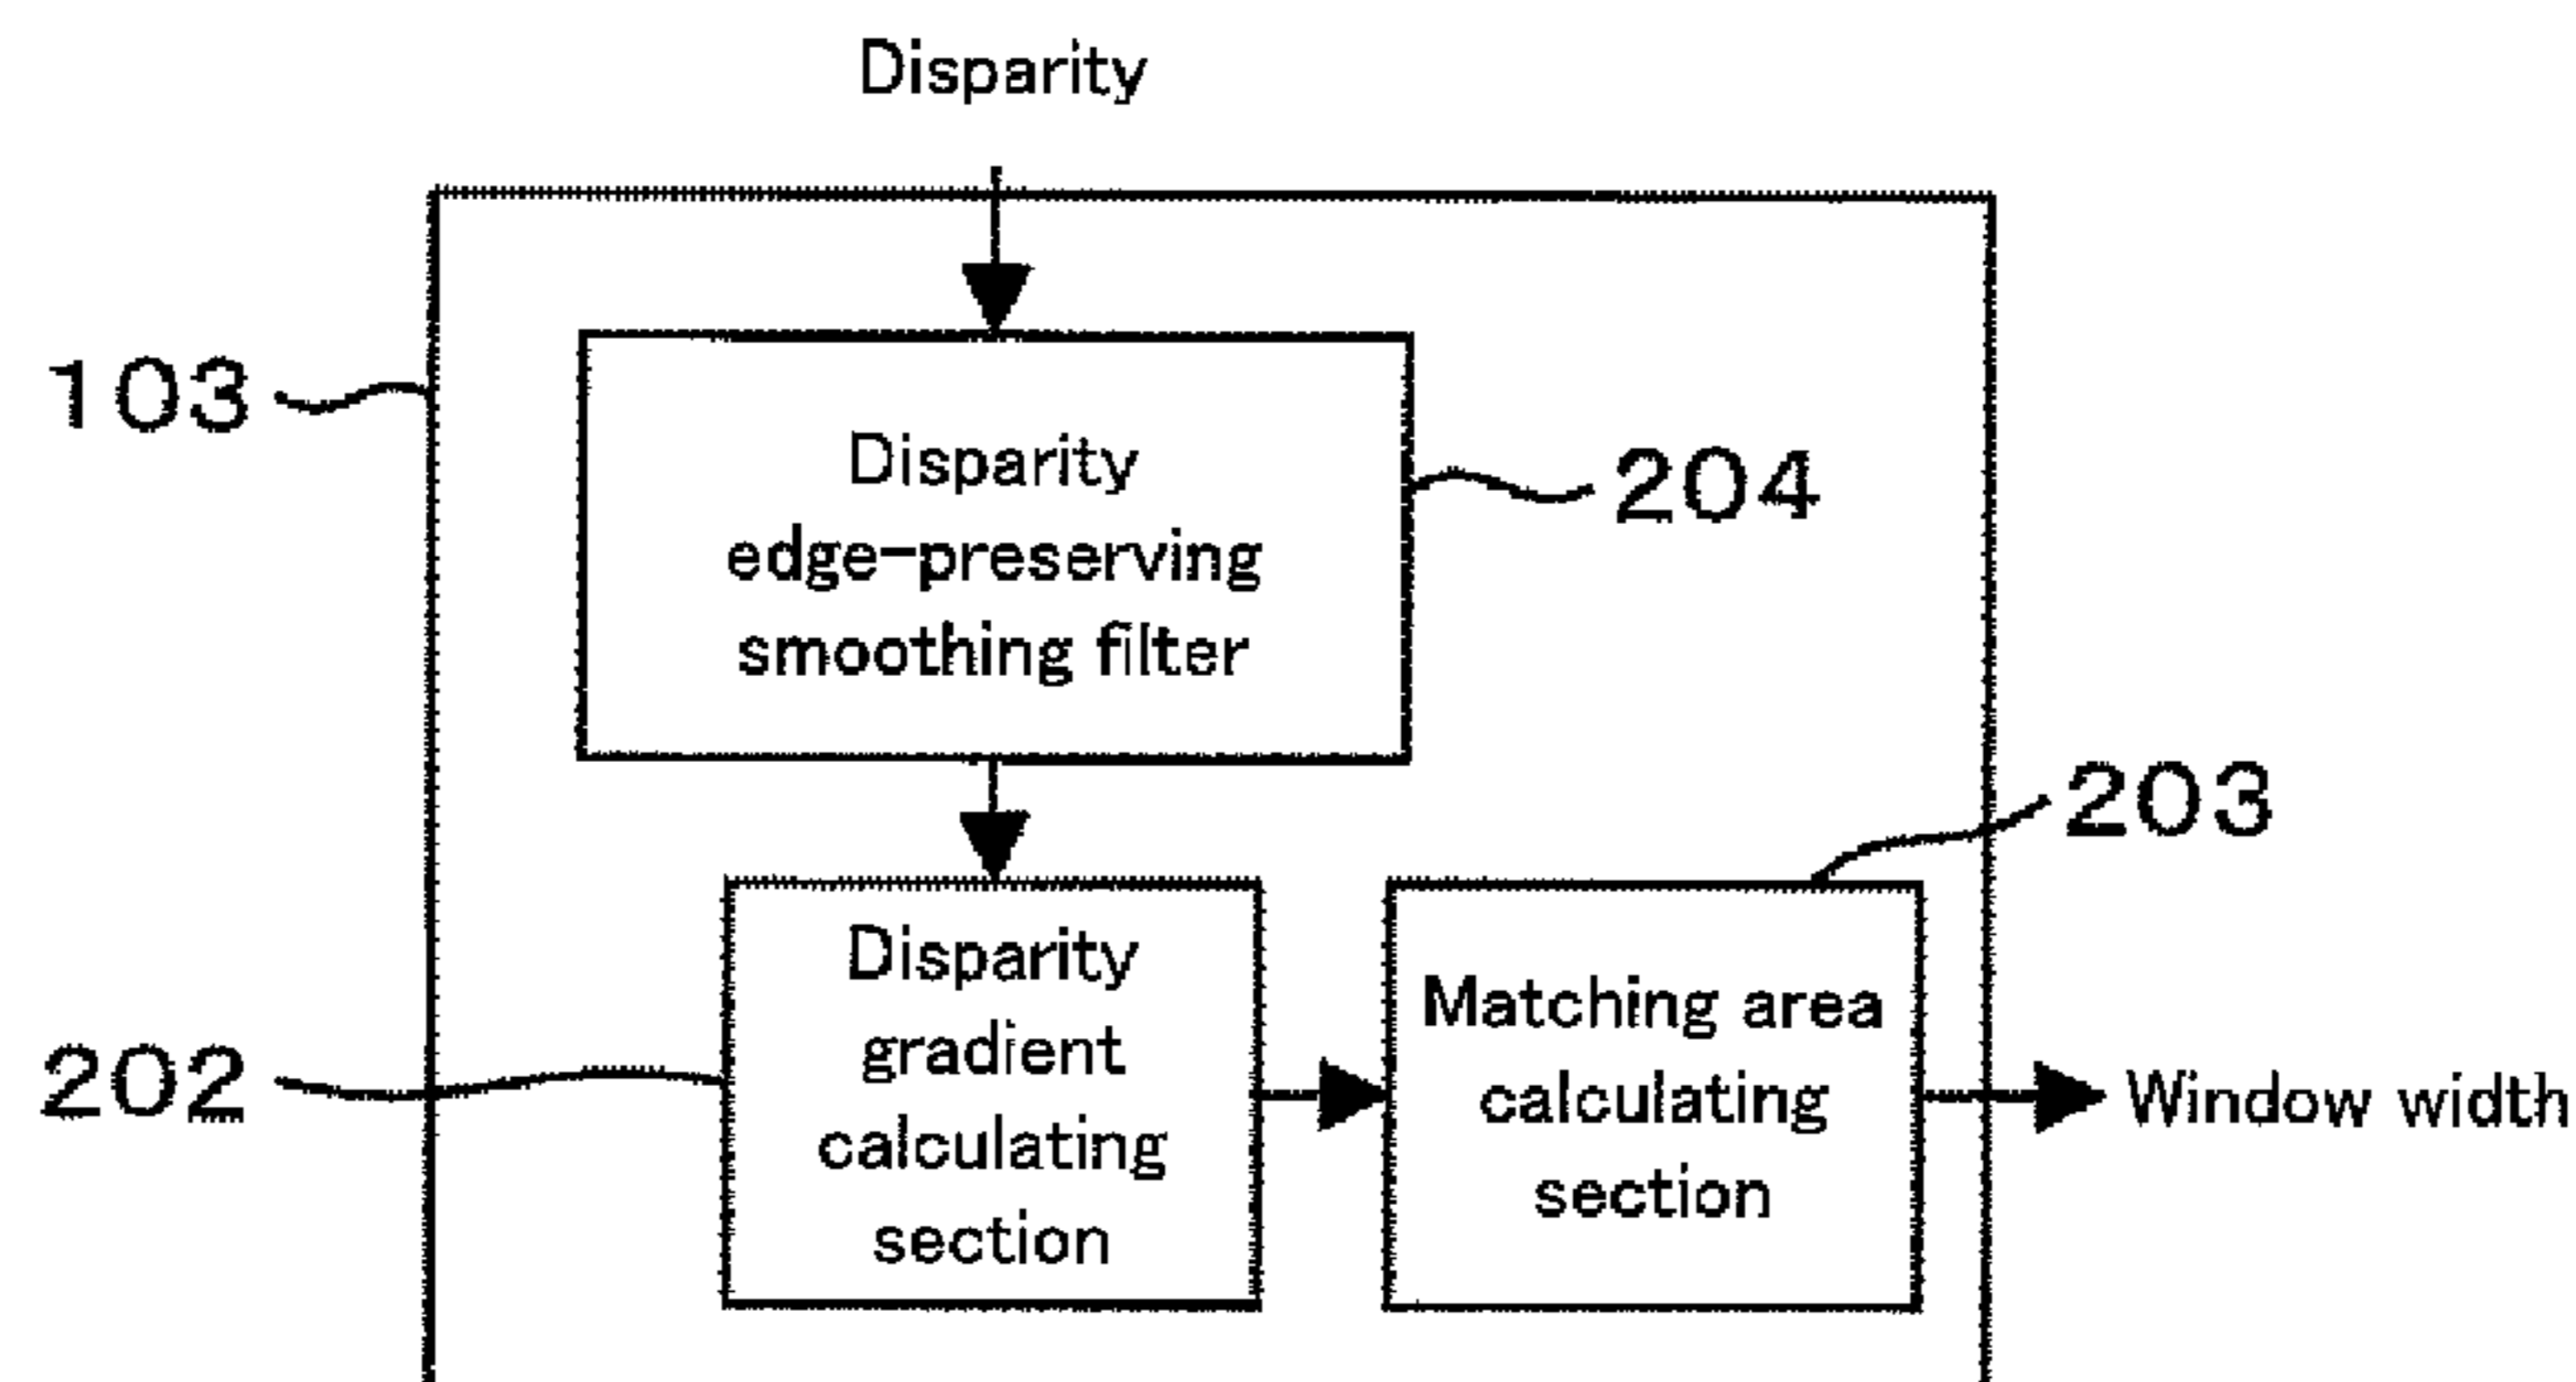 Disparity
103
Disparity
edge-preserving
smoothing filter
204
203
202
Disparity
gradient
calculating
section
Matching area
calculating
section
Window width